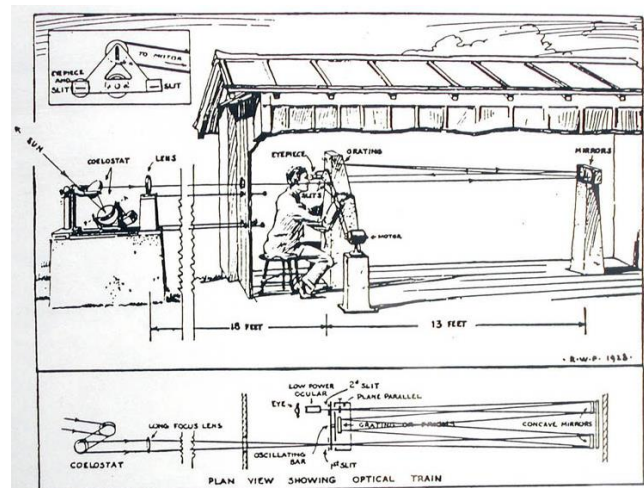 TO MOTOR
EYEPIECE
AND
SLIT
SLIT
SUN
COELOSTAT
LENS
EYEPIECE
GRATING
SLITS
MOTOR
MIRRORS
18 FEET
13 FEET
R.W.P. 1928.
LOW POWER
OCULAR
2ᵈ SLIT
PLANE PARALLEL
EYE
GRATING OR PRISMS
CONCAVE
MIRRORS
LONG FOCUS LENS
COELOSTAT
OSCILLATING
BAR
1ST SLIT
PLAN VIEW SHOWING OPTICAL TRAIN